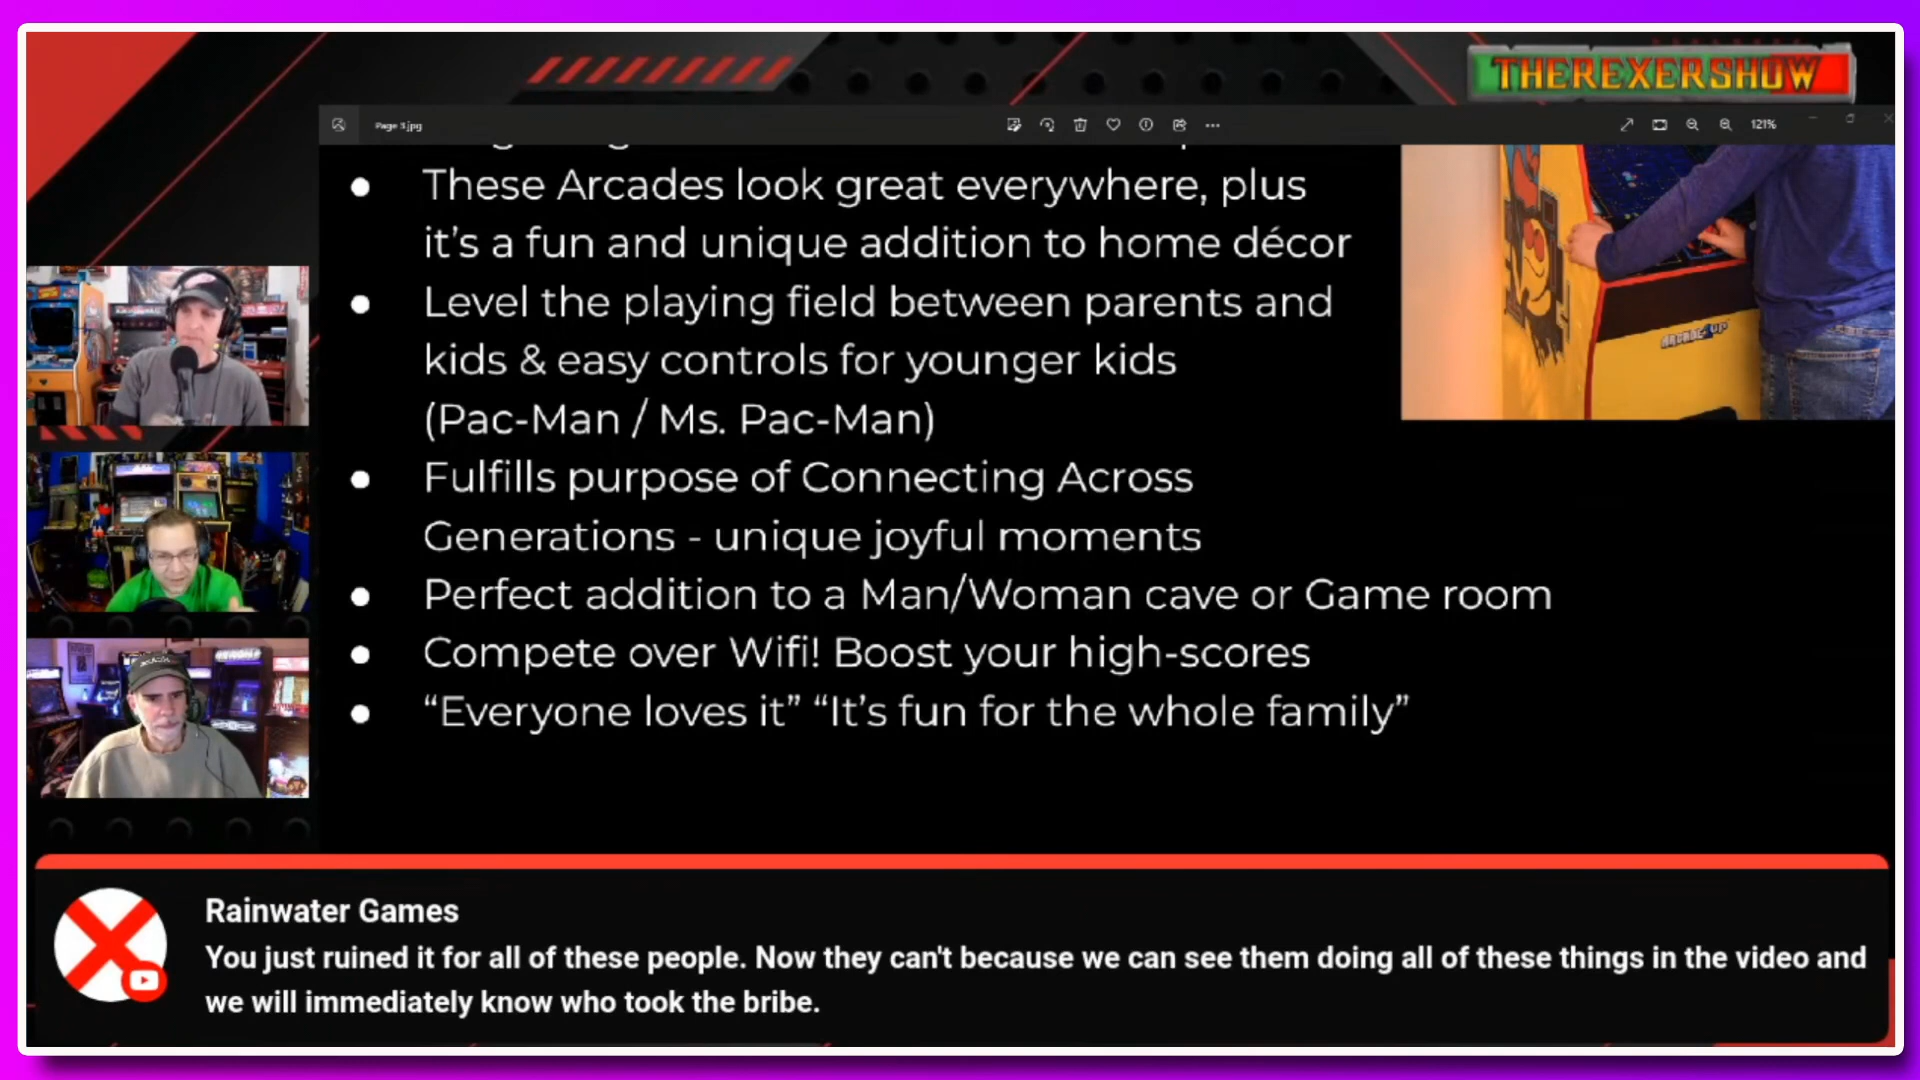 THEREXERSHOW
Page 3.jpg
121%
These Arcades look great everywhere, plus
it's a fun and unique addition to home décor
Level the playing field between parents and
kids & easy controls for younger kids
(Pac-Man / Ms. Pac-Man)
Fulfills purpose of Connecting Across
Generations - unique joyful moments
Perfect addition to a Man/Woman cave or Game room
Compete over Wifi! Boost your high-scores
“Everyone loves it” “It's fun for the whole family”
ARCADE1UP
Rainwater Games
You just ruined it for all of these people. Now they can't because we can see them doing all of these things in the video and
we will immediately know who took the bribe.